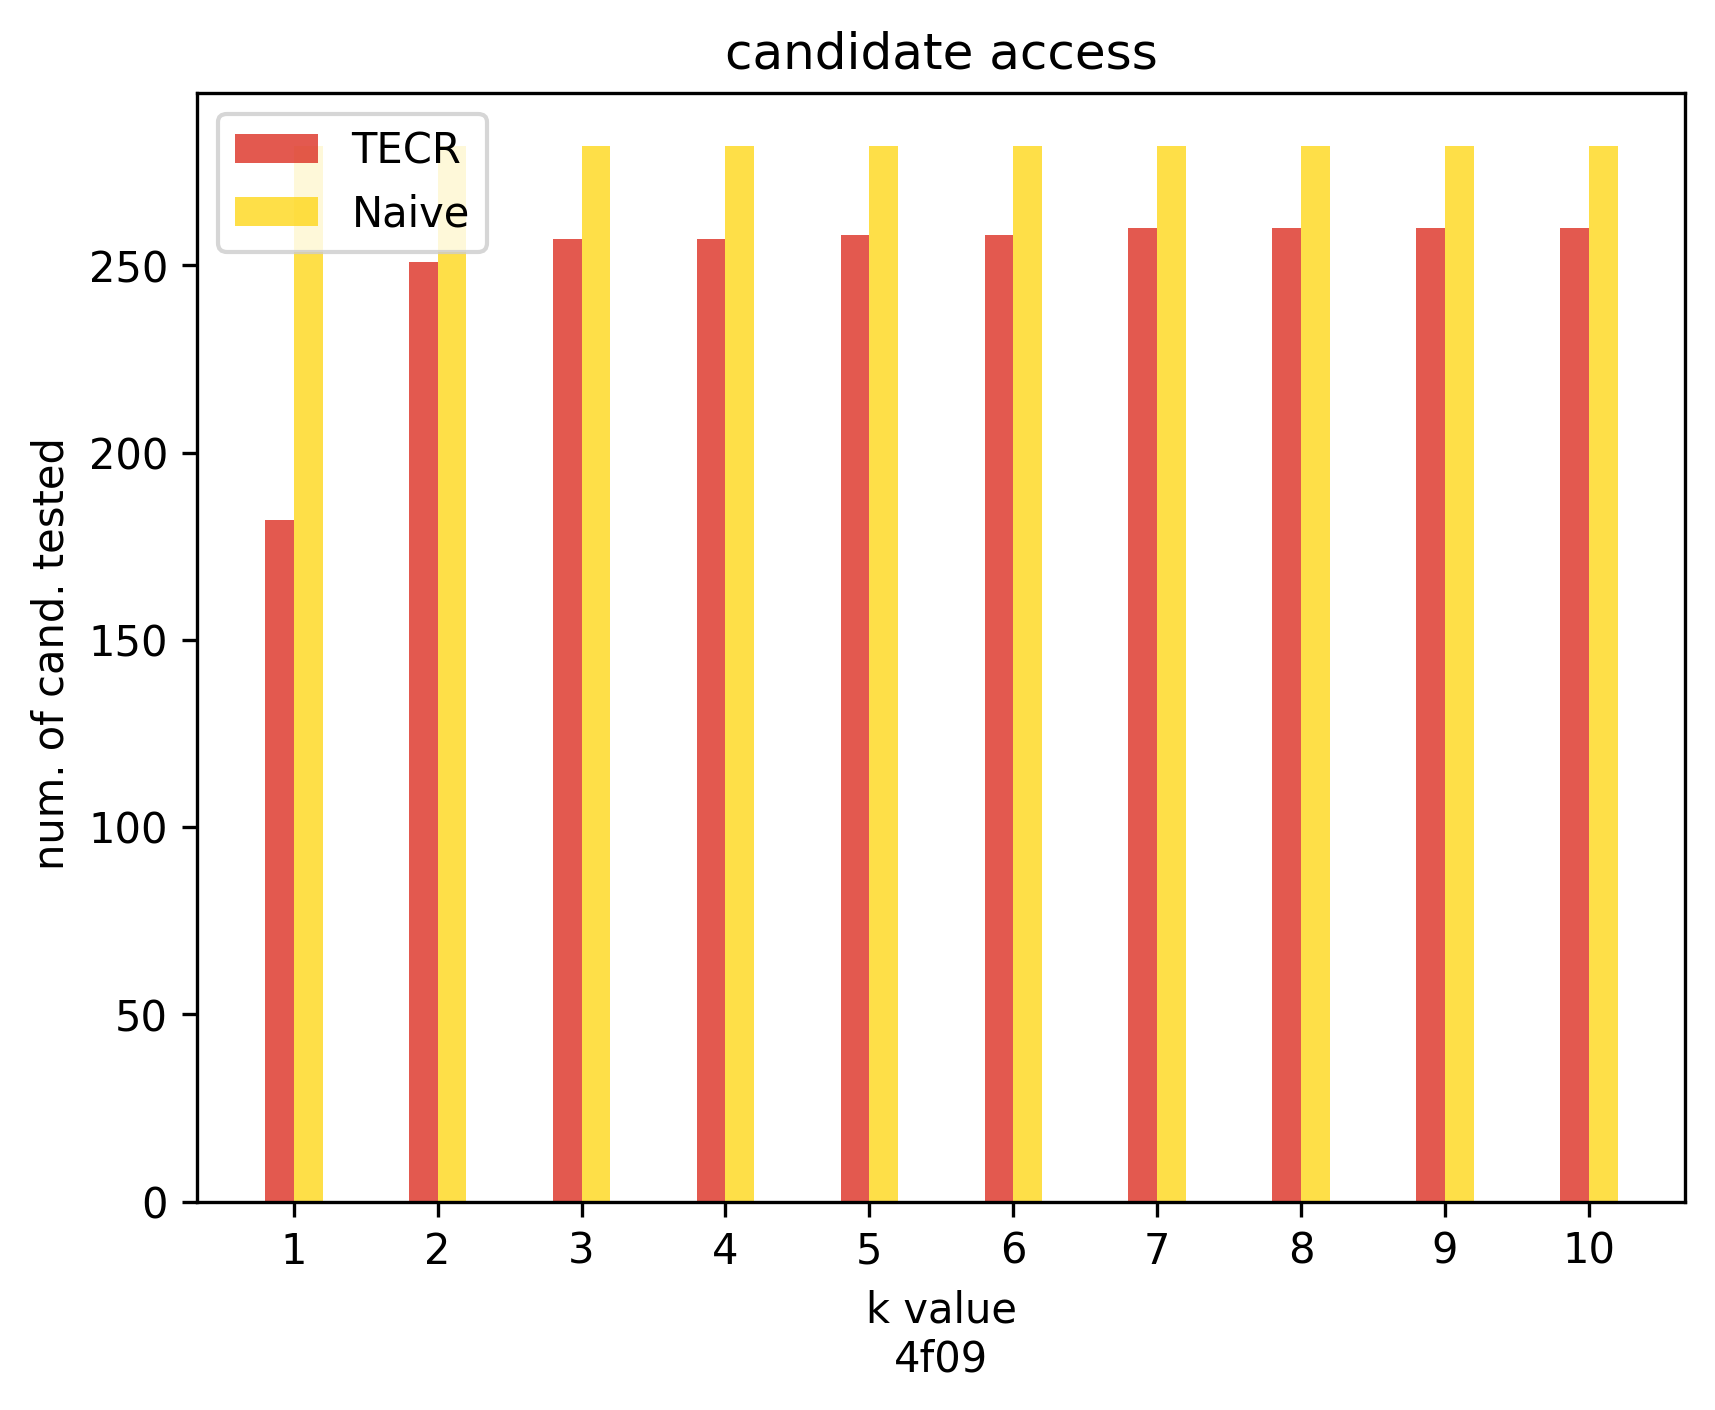 candidate access
TECR
Naive
num. of cand. tested
250
200
150
100
50
0
1 2 3 4 5 6 7 8 9 10
k value
4f09